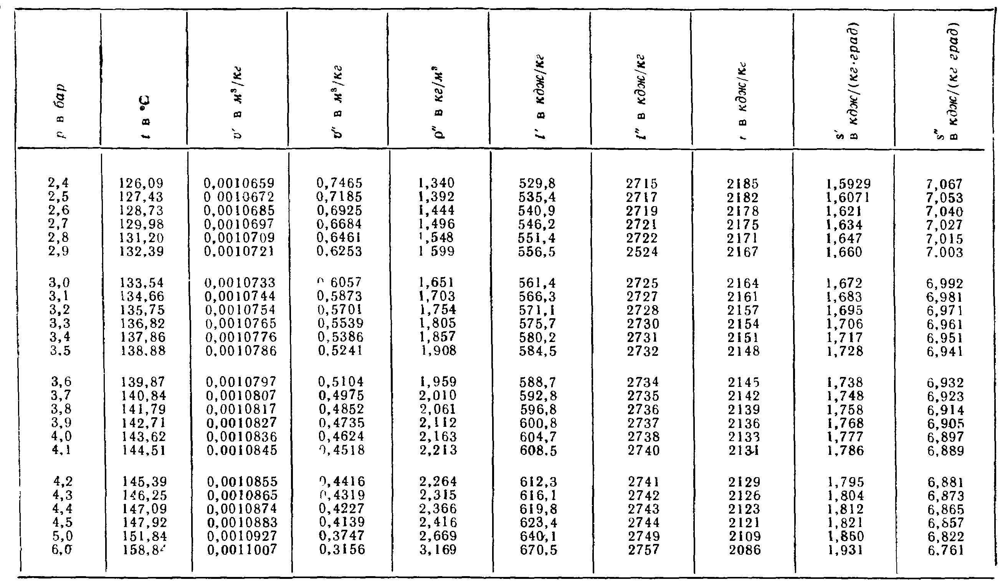 p в бар	t в °C	v′ в м³/кг	v″ в м³/кг	ρ″ в кг/м³	i′ в кдж/кг	i″ в кдж/кг	r в кдж/кг	s′ в кдж/(кг·град)	s″ в кдж/(кг град)
2,4	126,09	0,0010659	0,7465	1,340	529,8	2715	2185	1,5929	7,067
2,5	127,43	0 0010672	0,7185	1,392	535,4	2717	2182	1,6071	7,053
2,6	128,73	0,0010685	0,6925	1,444	540,9	2719	2178	1,621	7,040
2,7	129,98	0,0010697	0,6684	1,496	546,2	2721	2175	1,634	7,027
2,8	131,20	0,0010709	0,6461	1,548	551,4	2722	2171	1,647	7,015
2,9	132,39	0,0010721	0,6253	1 599	556,5	2524	2167	1,660	7.003
3,0	133,54	0,0010733	0 6057	1,651	561,4	2725	2164	1,672	6,992
3,1	134,66	0,0010744	0,5873	1,703	566,3	2727	2161	1,683	6,981
3,2	135,75	0,0010754	0,5701	1,754	571,1	2728	2157	1,695	6,971
3,3	136,82	0,0010765	0,5539	1,805	575,7	2730	2154	1,706	6,961
3,4	137,86	0,0010776	0,5386	1,857	580,2	2731	2151	1,717	6,951
3.5	138.88	0,0010786	0,5241	1,908	584,5	2732	2148	1,728	6,941
3,6	139,87	0,0010797	0,5104	1,959	588,7	2734	2145	1,738	6,932
3,7	140,84	0,0010807	0,4975	2,010	592,8	2735	2142	1,748	6,923
3,8	141,79	0,0010817	0,4852	2,061	596,8	2736	2139	1,758	6,914
3,9	142,71	0,0010827	0,4735	2,112	600,8	2737	2136	1,768	6,905
4,0	143,62	0,0010836	0,4624	2,163	604,7	2738	2133	1,777	6,897
4,1	144,51	0.0010845	0,4518	2,213	608.5	2740	2131	1,786	6,889
4,2	145,39	0,0010855	0,4416	2,264	612,3	2741	2129	1,795	6,881
4,3	146,25	0,0010865	0,4319	2,315	616,1	2742	2126	1,804	6,873
4,4	147,09	0,0010874	0,4227	2,366	619,8	2743	2123	1,812	6,865
4,5	147,92	0,0010883	0,4139	2,416	623,4	2744	2121	1,821	6,857
5,0	151,84	0,0010927	0,3747	2,669	640,1	2749	2109	1,860	6,822
6,0		0,0011007	0,3156	3,169	670,5	2757	2086	1,931	6.761